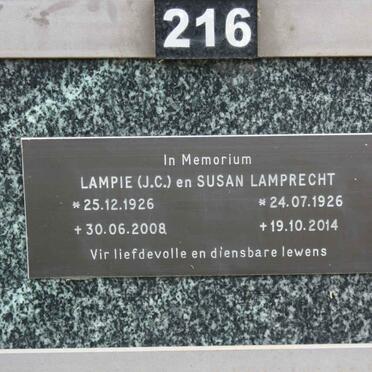 216
In Memorium
LAMPIE (J.C.) en SUSAN LAMPRECHT
* 25.12.1926 * 24.07.1926
+ 30.06.2008 + 19.10.2014
Vir liefdevolle en diensbare lewens